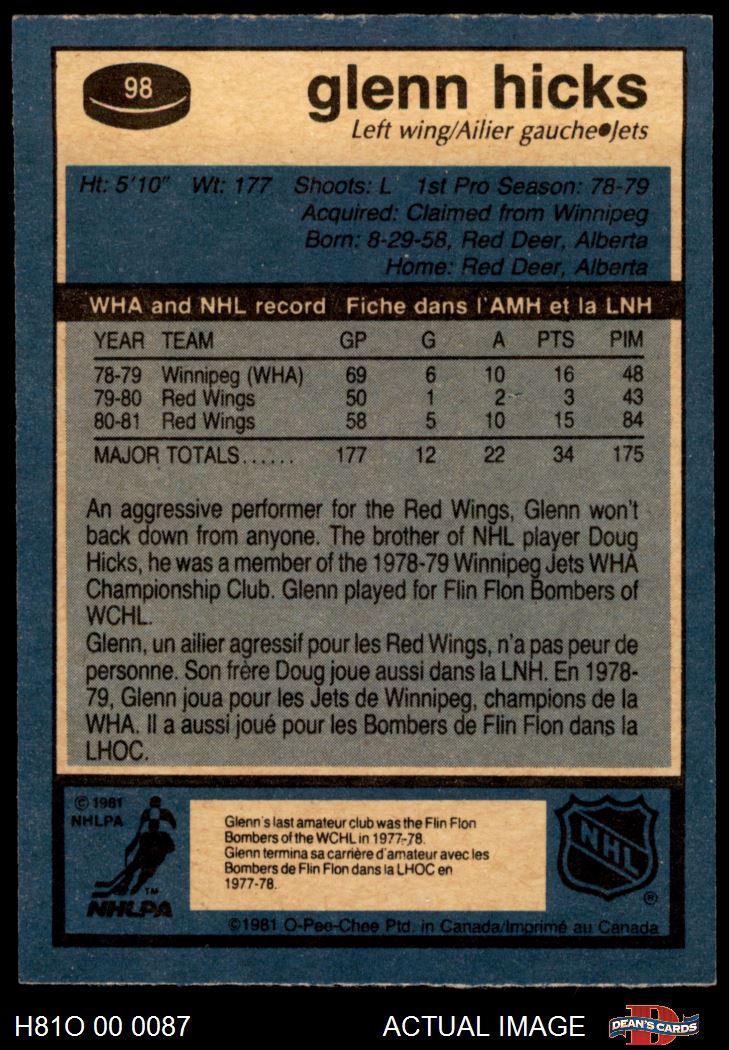 98
glenn hicks
Left wing/Ailier gauche●Jets
Ht: 5'10" Wt: 177 Shoots: L 1st Pro Season: 78-79
Acquired: Claimed from Winnipeg
Born: 8-29-58, Red Deer, Alberta
Home: Red Deer, Alberta
WHA and NHL record Fiche dans l'AMH et la LNH
YEAR TEAM GP G A PTS PIM
78-79 Winnipeg (WHA) 69 6 10 16 48
79-80 Red Wings 50 1 2 3 43
80-81 Red Wings 58 5 10 15 84
MAJOR TOTALS...... 177 12 22 34 175
An aggressive performer for the Red Wings, Glenn won't
back down from anyone. The brother of NHL player Doug
Hicks, he was a member of the 1978-79 Winnipeg Jets WHA
Championship Club. Glenn played for Flin Flon Bombers of
WCHL.
Glenn, un ailier agressif pour les Red Wings, n'a pas peur de
personne. Son frère Doug joue aussi dans la LNH. En 1978-
79, Glenn joua pour les Jets de Winnipeg, champions de la
WHA. Il a aussi joué pour les Bombers de Flin Flon dans la
LHOC.
© 1981
NHLPA
TM
NHLPA
Glenn's last amateur club was the Flin Flon
Bombers of the WCHL in 1977-78.
Glenn termina sa carrière d'amateur avec les
Bombers de Flin Flon dans la LHOC en
1977-78.
NHL
®
©1981 O-Pee-Chee Ptd. in Canada/Imprimé au Canada
H81O 00 0087
ACTUAL IMAGE
DEAN'S CARDS